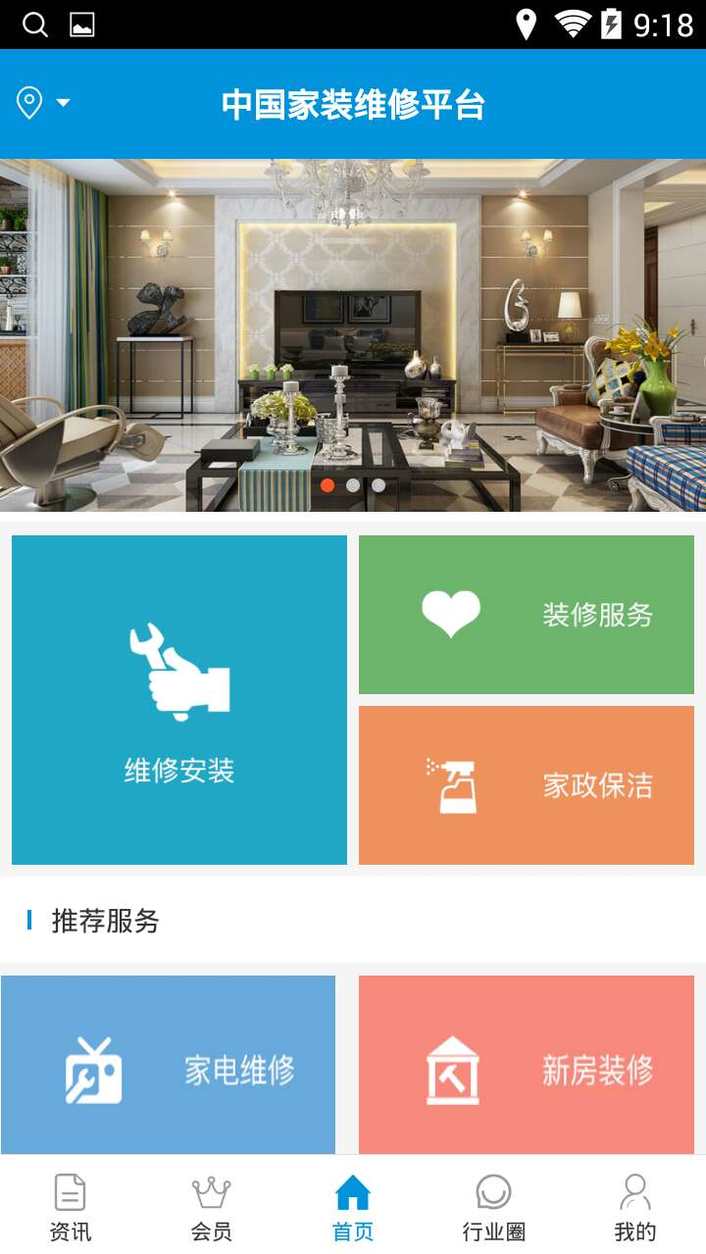 9:18
中国家装维修平台
维修安装
装修服务
家政保洁
推荐服务
家电维修
新房装修
资讯
会员
首页
行业圈
我的